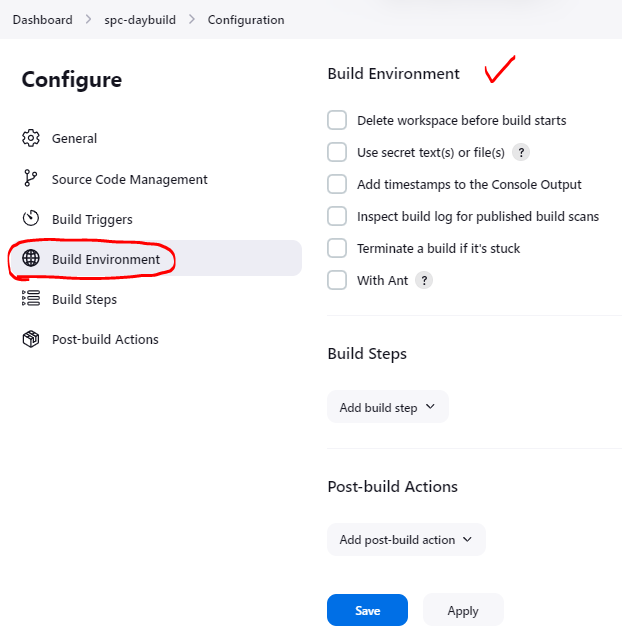 Dashboard > spc-daybuild > Configuration
Configure
General
Source Code Management
Build Triggers
Build Environment
Build Steps
Post-build Actions
Build Environment
Delete workspace before build starts
Use secret text(s) or file(s) ?
Add timestamps to the Console Output
Inspect build log for published build scans
Terminate a build if it's stuck
With Ant ?
Build Steps
Add build step
Post-build Actions
Add post-build action
Save Apply